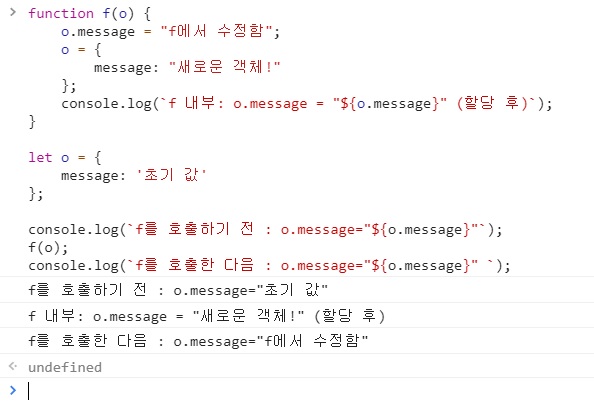 > function f(o) {
    o.message = "f에서 수정함";
    o = {
        message: "새로운 객체!"
    };
    console.log(`f 내부: o.message = "${o.message}" (할당 후)`);
}

let o = {
    message: '초기 값'
};

console.log(`f를 호출하기 전 : o.message="${o.message}"`);
f(o);
console.log(`f를 호출한 다음 : o.message="${o.message}" `);
f를 호출하기 전 : o.message="초기 값"
f 내부: o.message = "새로운 객체!" (할당 후)
f를 호출한 다음 : o.message="f에서 수정함"
undefined
>